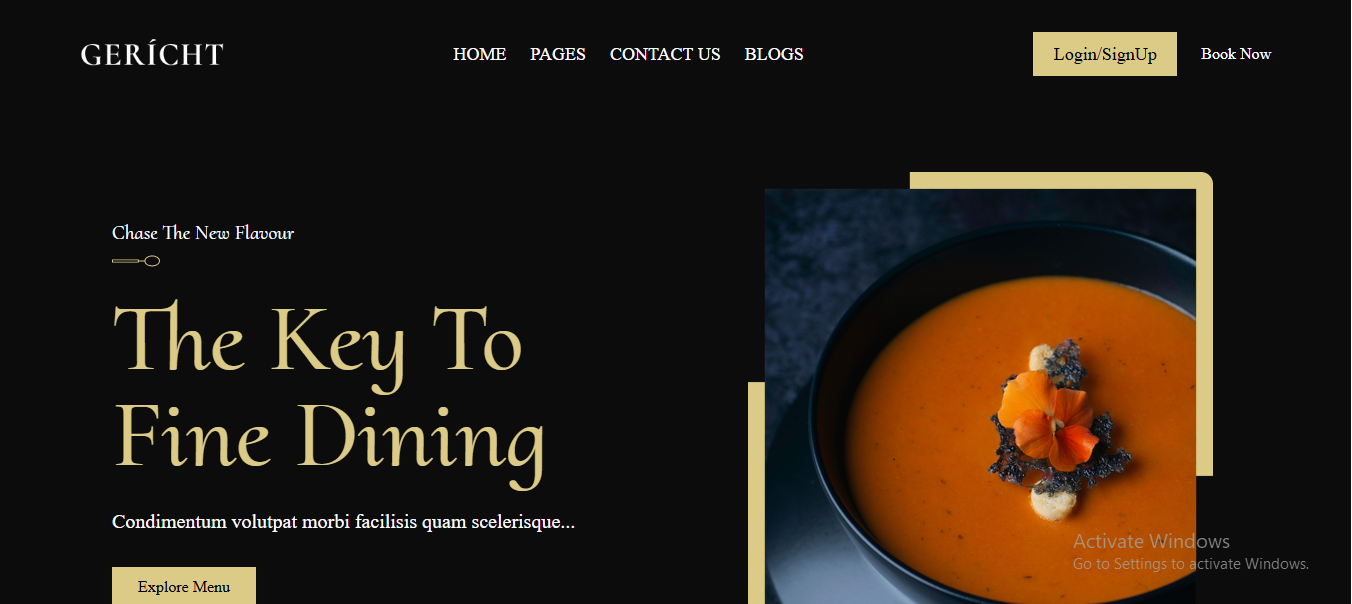 GERÍCHT
HOME PAGES CONTACT US BLOGS
Login/SignUp
Book Now
Chase The New Flavour
The Key To
Fine Dining
Condimentum volutpat morbi facilisis quam scelerisque...
Explore Menu
Activate Windows
Go to Settings to activate Windows.